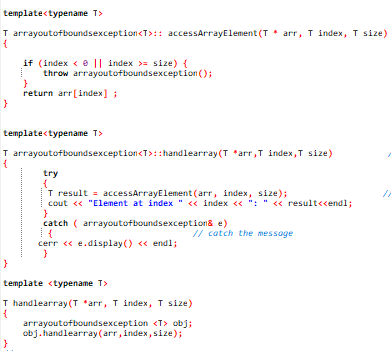 template<typename T>
T arrayoutofboundsexception<T>:: accessArrayElement(T * arr, T index, T size)
{
if (index < 0 || index >= size) {
throw arrayoutofboundsexception();
}
return arr[index] ;
}
template<typename T>
T arrayoutofboundsexception<T>::handlearray(T *arr,T index,T size) /
{
try
{
T result = accessArrayElement(arr, index, size); //
cout << "Element at index " << index << ": " << result<<endl;
}
catch ( arrayoutofboundsexception& e)
{ // catch the message
cerr << e.display() << endl;
}
}
template <typename T>
T handlearray(T *arr, T index, T size)
{
arrayoutofboundsexception <T> obj;
obj.handlearray(arr,index,size);
}